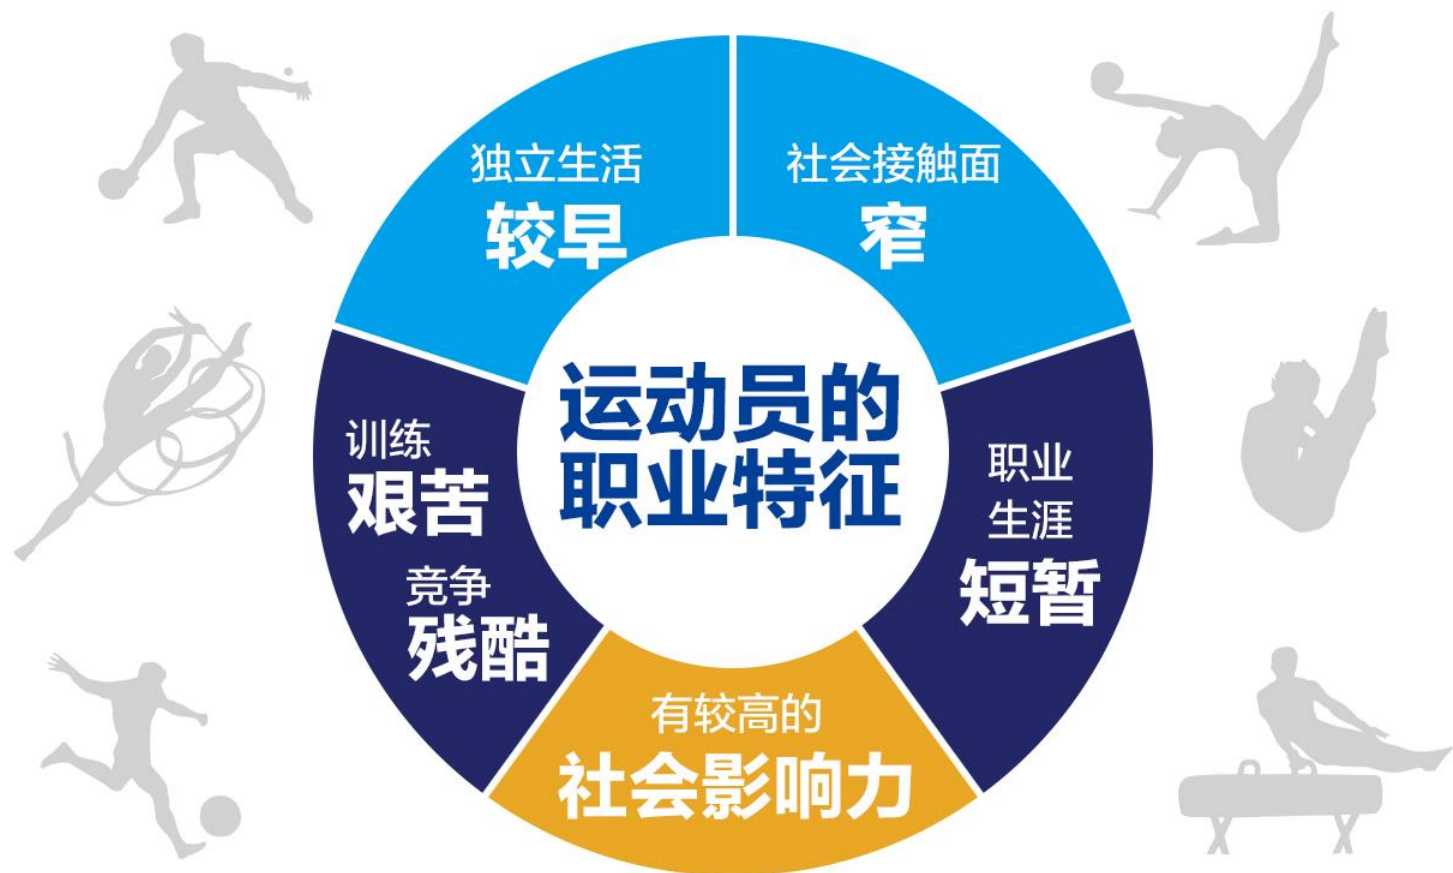 独立生活
较早
社会接触面
窄
运动员的
职业特征
训练
艰苦
竞争
残酷
职业
生涯
短暂
有较高的
社会影响力